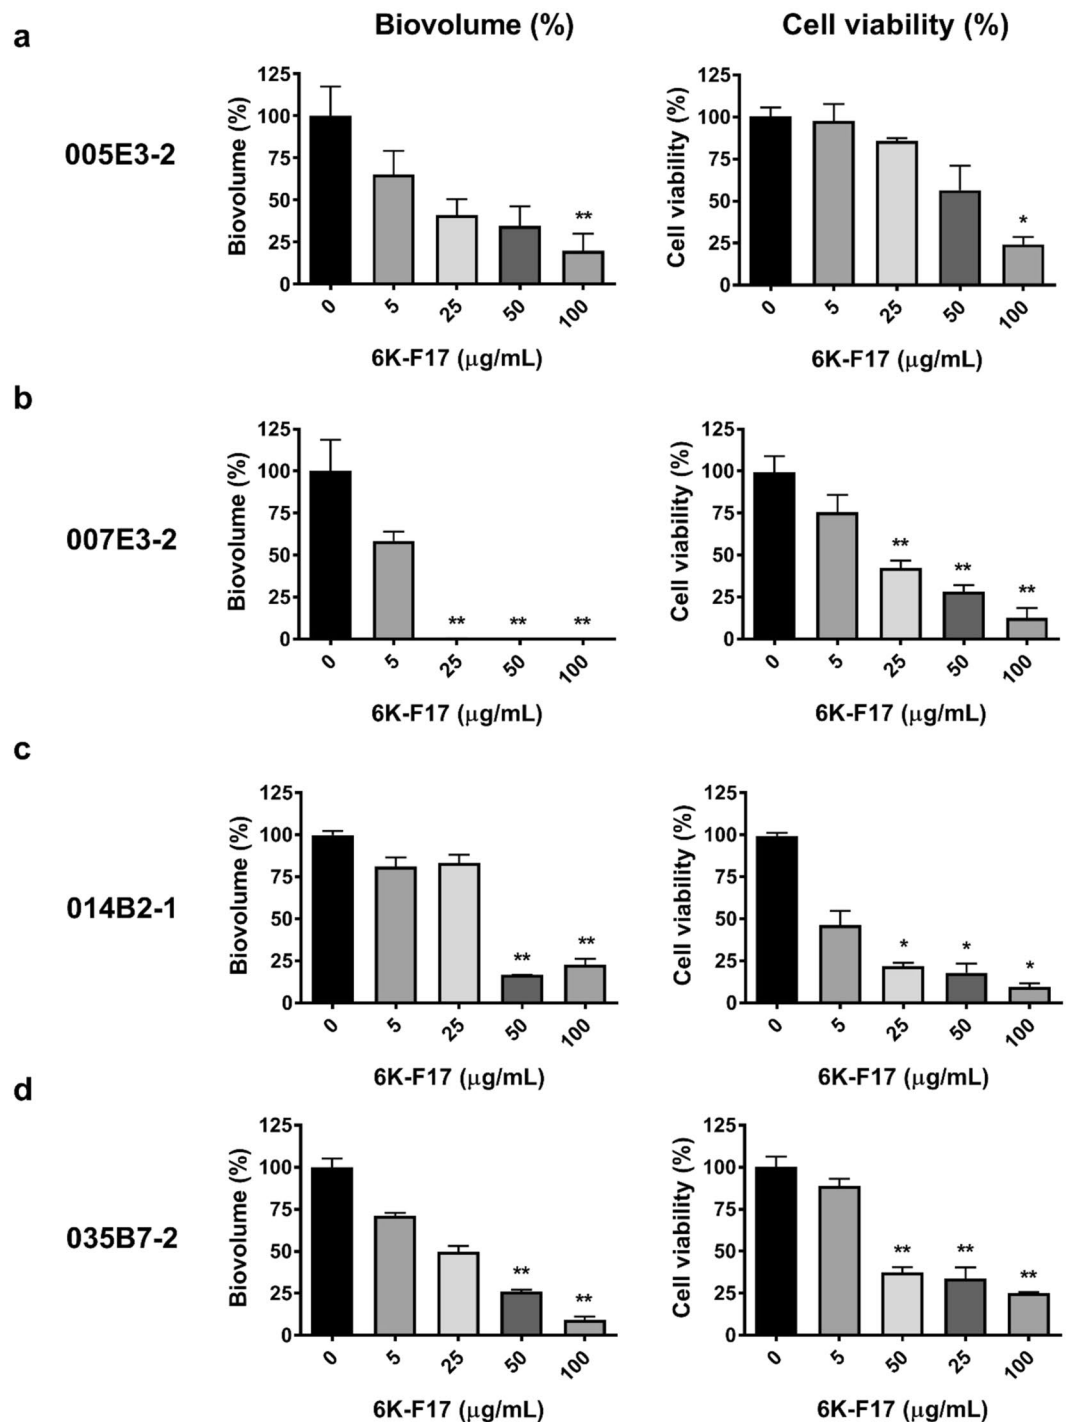 a
Biovolume (%)
Cell viability (%)
005E3-2
Biovolume (%)
125
100
75
50
25
0
**
0 5 25 50 100
6K-F17 (μg/mL)
Cell viability (%)
125
100
75
50
25
0
*
0 5 25 50 100
6K-F17 (μg/mL)
b
007E3-2
Biovolume (%)
125
100
75
50
25
0
** ** **
0 5 25 50 100
6K-F17 (μg/mL)
Cell viability (%)
125
100
75
50
25
0
** ** **
0 5 25 50 100
6K-F17 (μg/mL)
c
014B2-1
Biovolume (%)
125
100
75
50
25
0
** **
0 5 25 50 100
6K-F17 (μg/mL)
Cell viability (%)
125
100
75
50
25
0
* * *
0 5 25 50 100
6K-F17 (μg/mL)
d
035B7-2
Biovolume (%)
125
100
75
50
25
0
** **
0 5 25 50 100
6K-F17 (μg/mL)
Cell viability (%)
125
100
75
50
25
0
** ** **
0 5 50 25 100
6K-F17 (μg/mL)